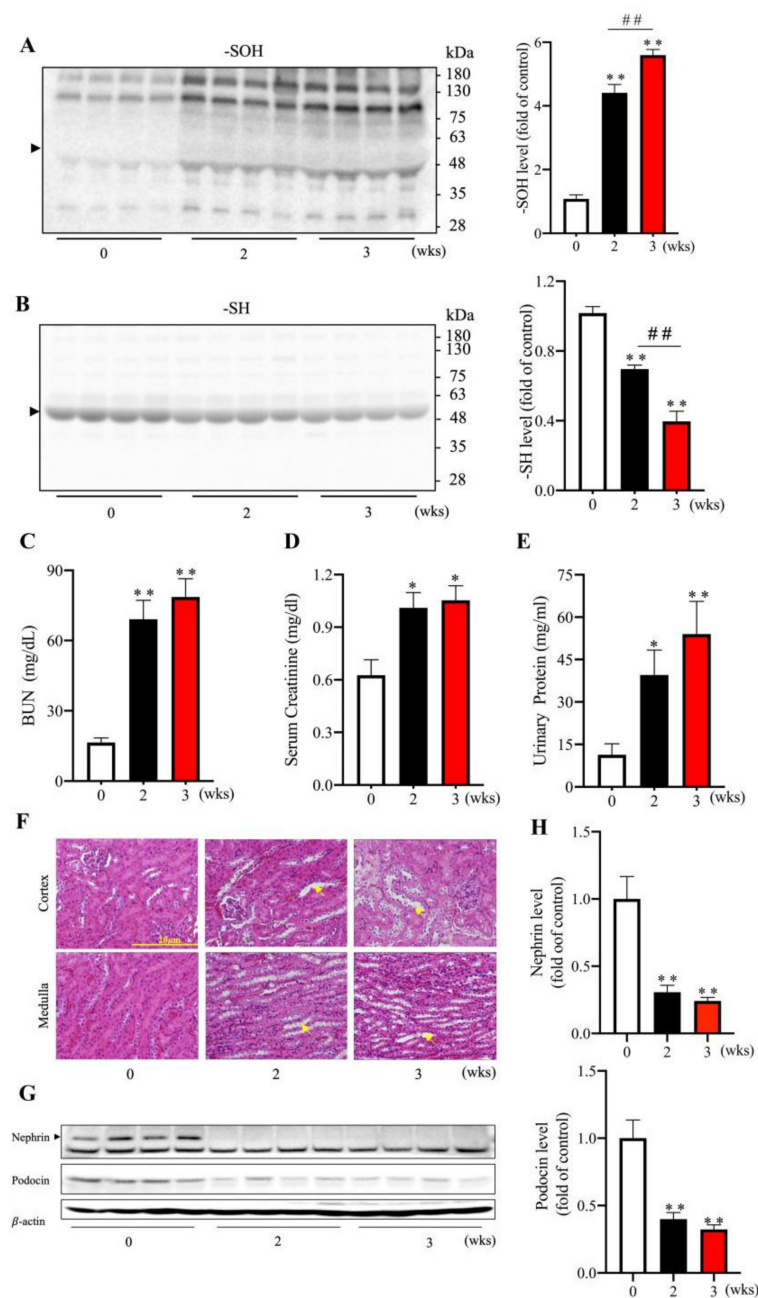 A
-SOH
kDa
180
130
75
63
48
35
28
0 2 3 (wks)
-SOH level (fold of control)
6
4
2
0
##
** **
0 2 3 (wks)
B
-SH
kDa
180
130
75
63
48
35
28
0 2 3 (wks)
-SH level (fold of control)
1.2
0.8
0.4
0.0
##
** **
0 2 3 (wks)
C
BUN (mg/dL)
90
60
30
0
** **
0 2 3 (wks)
D
Serum Creatinine (mg/dl)
1.2
0.9
0.6
0.3
0.0
* *
0 2 3 (wks)
E
Urinary Protein (mg/ml)
75
60
45
30
15
0
* **
0 2 3 (wks)
F
Cortex
20μm
Medulla
0 2 3 (wks)
G
Nephrin
Podocin
β-actin
0 2 3 (wks)
H
Nephrin level
(fold oof control)
1.5
1.0
0.5
0.0
** **
0 2 3 (wks)
Podocin level
(fold of control)
1.5
1.0
0.5
0.0
** **
0 2 3 (wks)